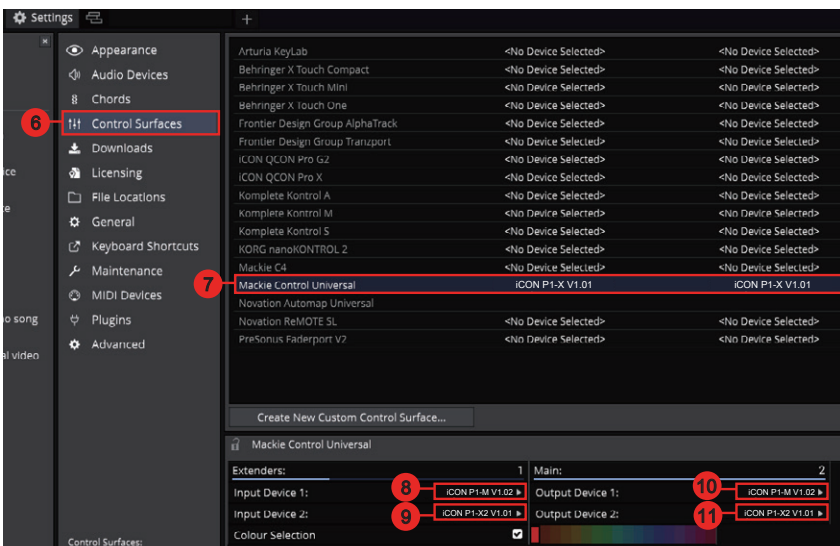 Settings
+
Appearance
Audio Devices
Chords
6 Control Surfaces
Downloads
Licensing
File Locations
General
Keyboard Shortcuts
Maintenance
MIDI Devices
Plugins
Advanced
Control Surfaces:
ice
te
no song
al video
Arturia KeyLab <No Device Selected> <No Device Selected>
Behringer X Touch Compact <No Device Selected> <No Device Selected>
Behringer X Touch Mini <No Device Selected> <No Device Selected>
Behringer X Touch One <No Device Selected> <No Device Selected>
Frontier Design Group AlphaTrack <No Device Selected> <No Device Selected>
Frontier Design Group Tranzport <No Device Selected> <No Device Selected>
iCON QCON Pro G2 <No Device Selected> <No Device Selected>
iCON QCON Pro X <No Device Selected> <No Device Selected>
Komplete Kontrol A <No Device Selected> <No Device Selected>
Komplete Kontrol M <No Device Selected> <No Device Selected>
Komplete Kontrol S <No Device Selected> <No Device Selected>
KORG nanoKONTROL 2 <No Device Selected> <No Device Selected>
Mackie C4 <No Device Selected> <No Device Selected>
7 Mackie Control Universal iCON P1-X V1.01 iCON P1-X V1.01
Novation Automap Universal
Novation ReMOTE SL <No Device Selected> <No Device Selected>
PreSonus Faderport V2 <No Device Selected> <No Device Selected>
Create New Custom Control Surface...
Mackie Control Universal
Extenders: 1 Main: 2
Input Device 1: 8 iCON P1-M V1.02 Output Device 1: 10 iCON P1-M V1.02
Input Device 2: 9 iCON P1-X2 V1.01 Output Device 2: 11 iCON P1-X2 V1.01
Colour Selection